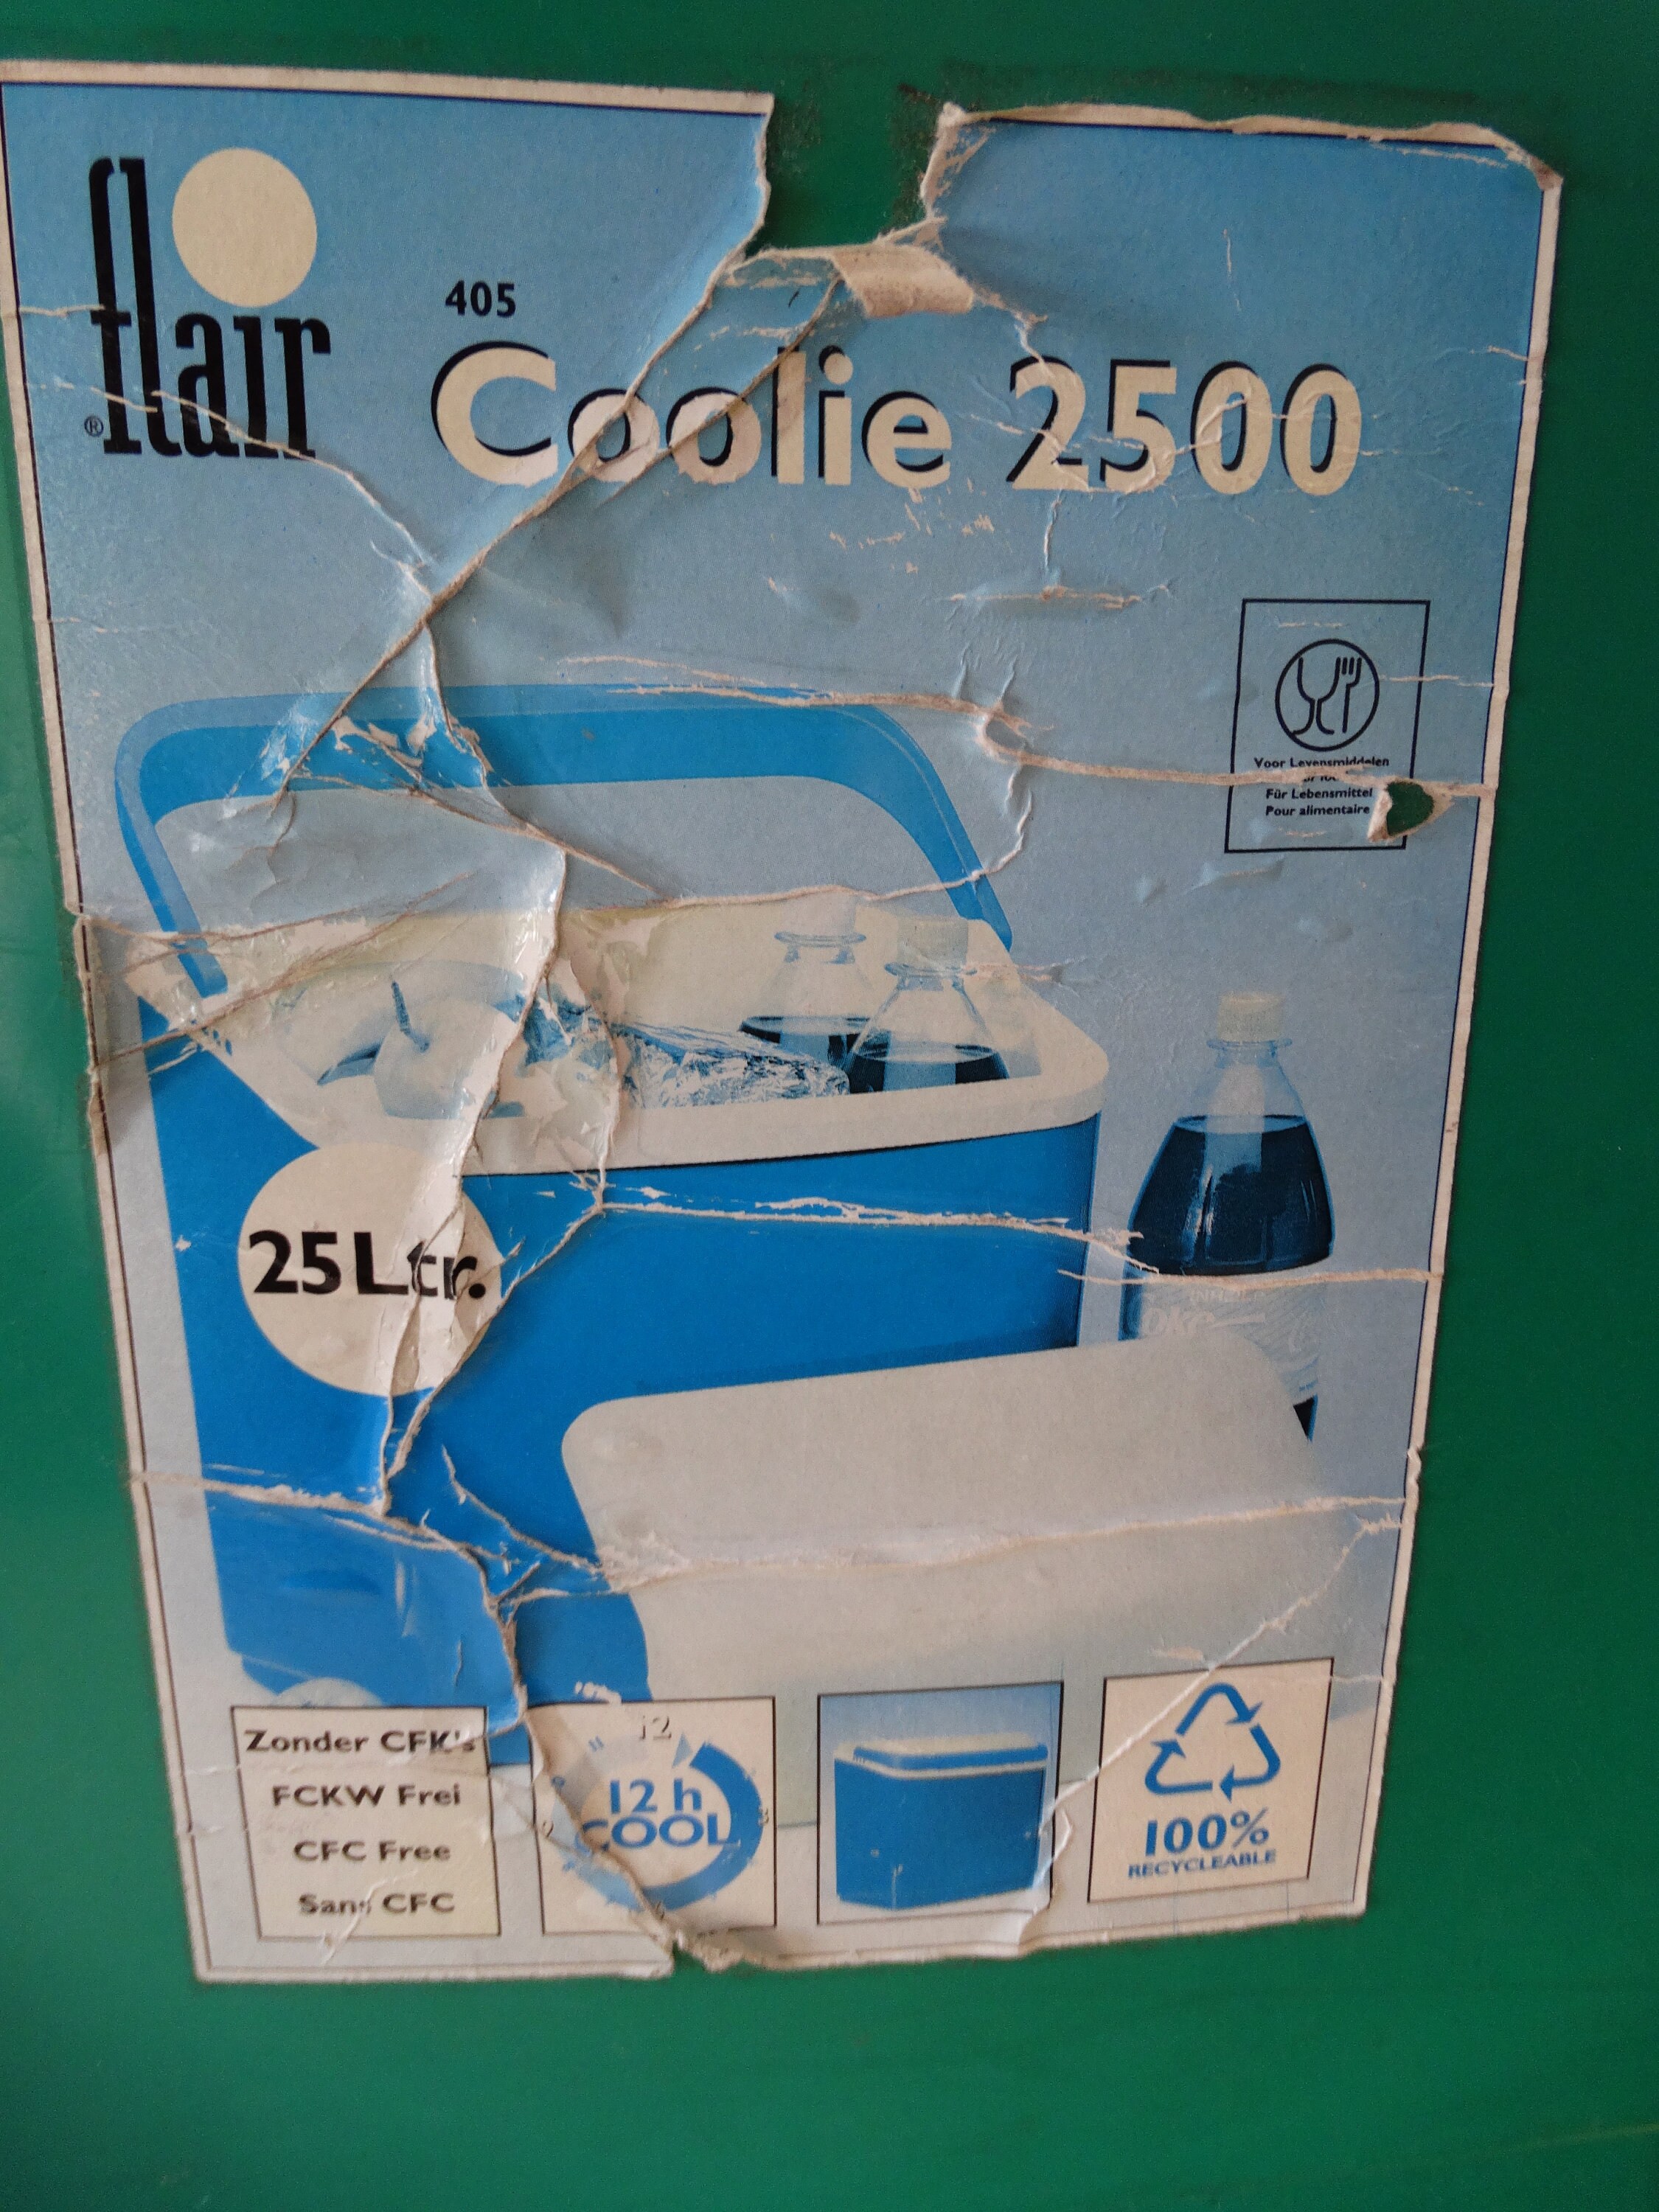 flair
®
405
Coolie 2500
Voor Levensmiddelen
Für Lebensmittel
Pour alimentaire
25 Ltr.
Zonder CFK's
FCKW Frei
CFC Free
Sans CFC
12
12 h
COOL
100%
RECYCLEABLE